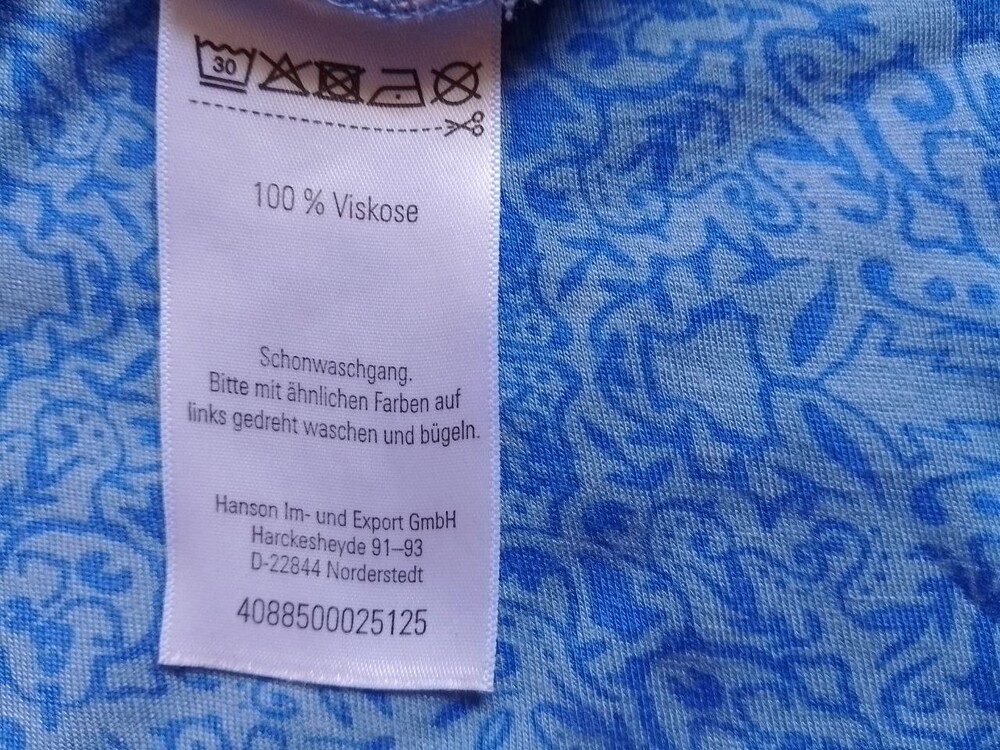 30
100 % Viskose
Schonwaschgang.
Bitte mit ähnlichen Farben auf
links gedreht waschen und bügeln.
Hanson Im- und Export GmbH
Harckesheyde 91–93
D-22844 Norderstedt
4088500025125